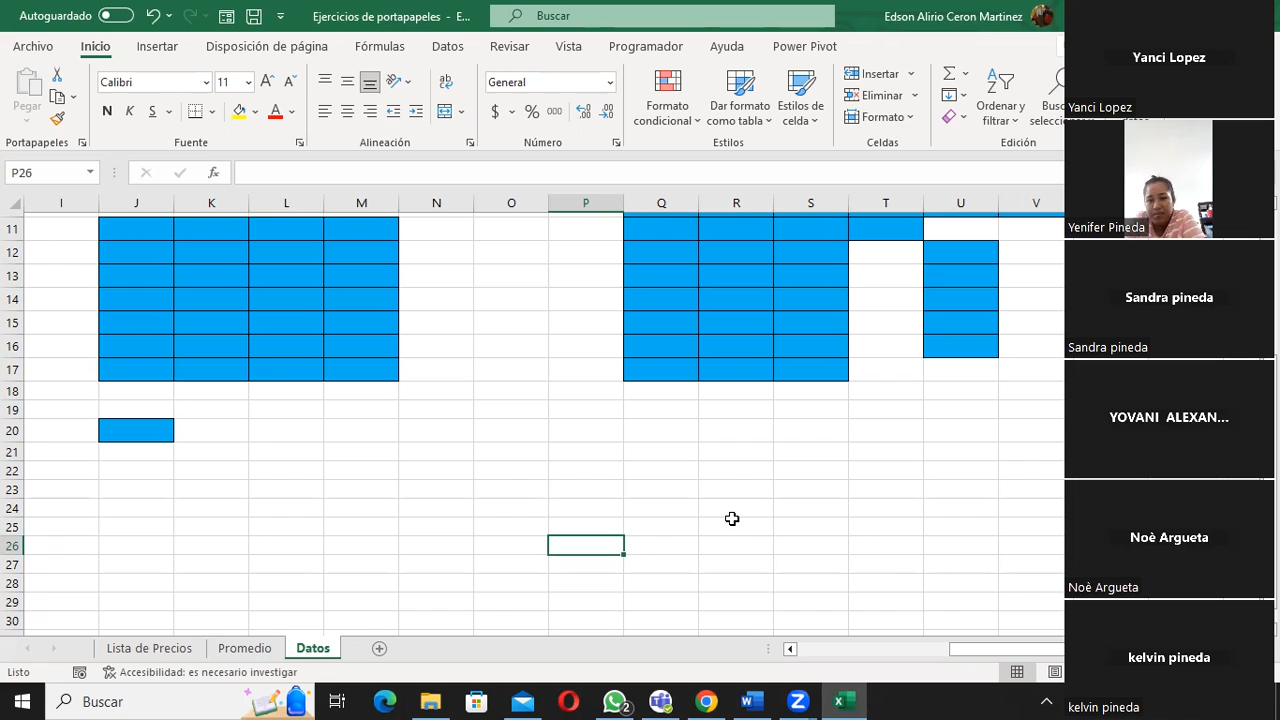 Autoguardado
Ejercicios de portapapeles - E...
Buscar
Edson Alirio Ceron Martinez
Archivo Inicio Insertar Disposición de página Fórmulas Datos Revisar Vista Programador Ayuda Power Pivot
Pegar
Calibri 11
N K S
General
$ % 000
Formato condicional
Dar formato como tabla
Estilos de celda
Insertar
Eliminar
Formato
Ordenar y filtrar
Portapapeles Fuente Alineación Número Estilos Celdas Edición
P26
fx
I J K L M N O P Q R S T U V
11
12
13
14
15
16
17
18
19
20
21
22
23
24
25
26
27
28
29
30
Lista de Precios Promedio Datos
Listo Accesibilidad: es necesario investigar
Buscar
2
Yanci Lopez
Yanci Lopez
Yenifer Pineda
Sandra pineda
Sandra pineda
YOVANI ALEXAN...
Noè Argueta
Noè Argueta
kelvin pineda
kelvin pineda